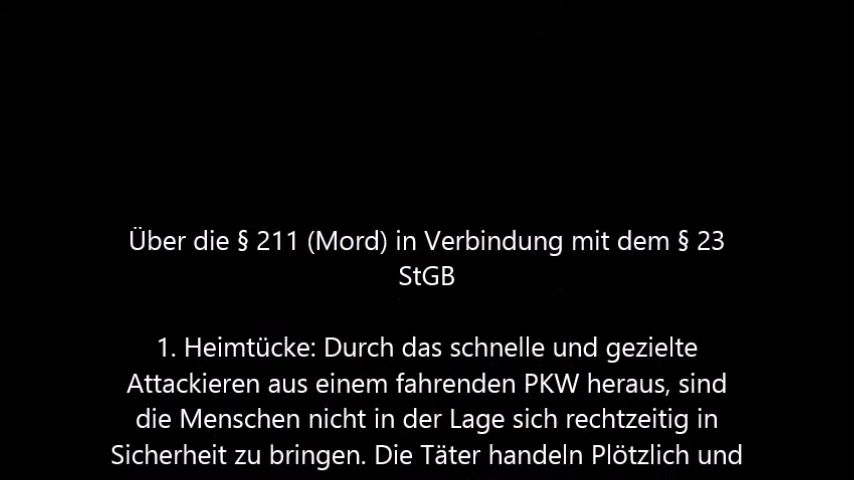 Über die § 211 (Mord) in Verbindung mit dem § 23
StGB
1. Heimtücke: Durch das schnelle und gezielte
Attackieren aus einem fahrenden PKW heraus, sind
die Menschen nicht in der Lage sich rechtzeitig in
Sicherheit zu bringen. Die Täter handeln Plötzlich und